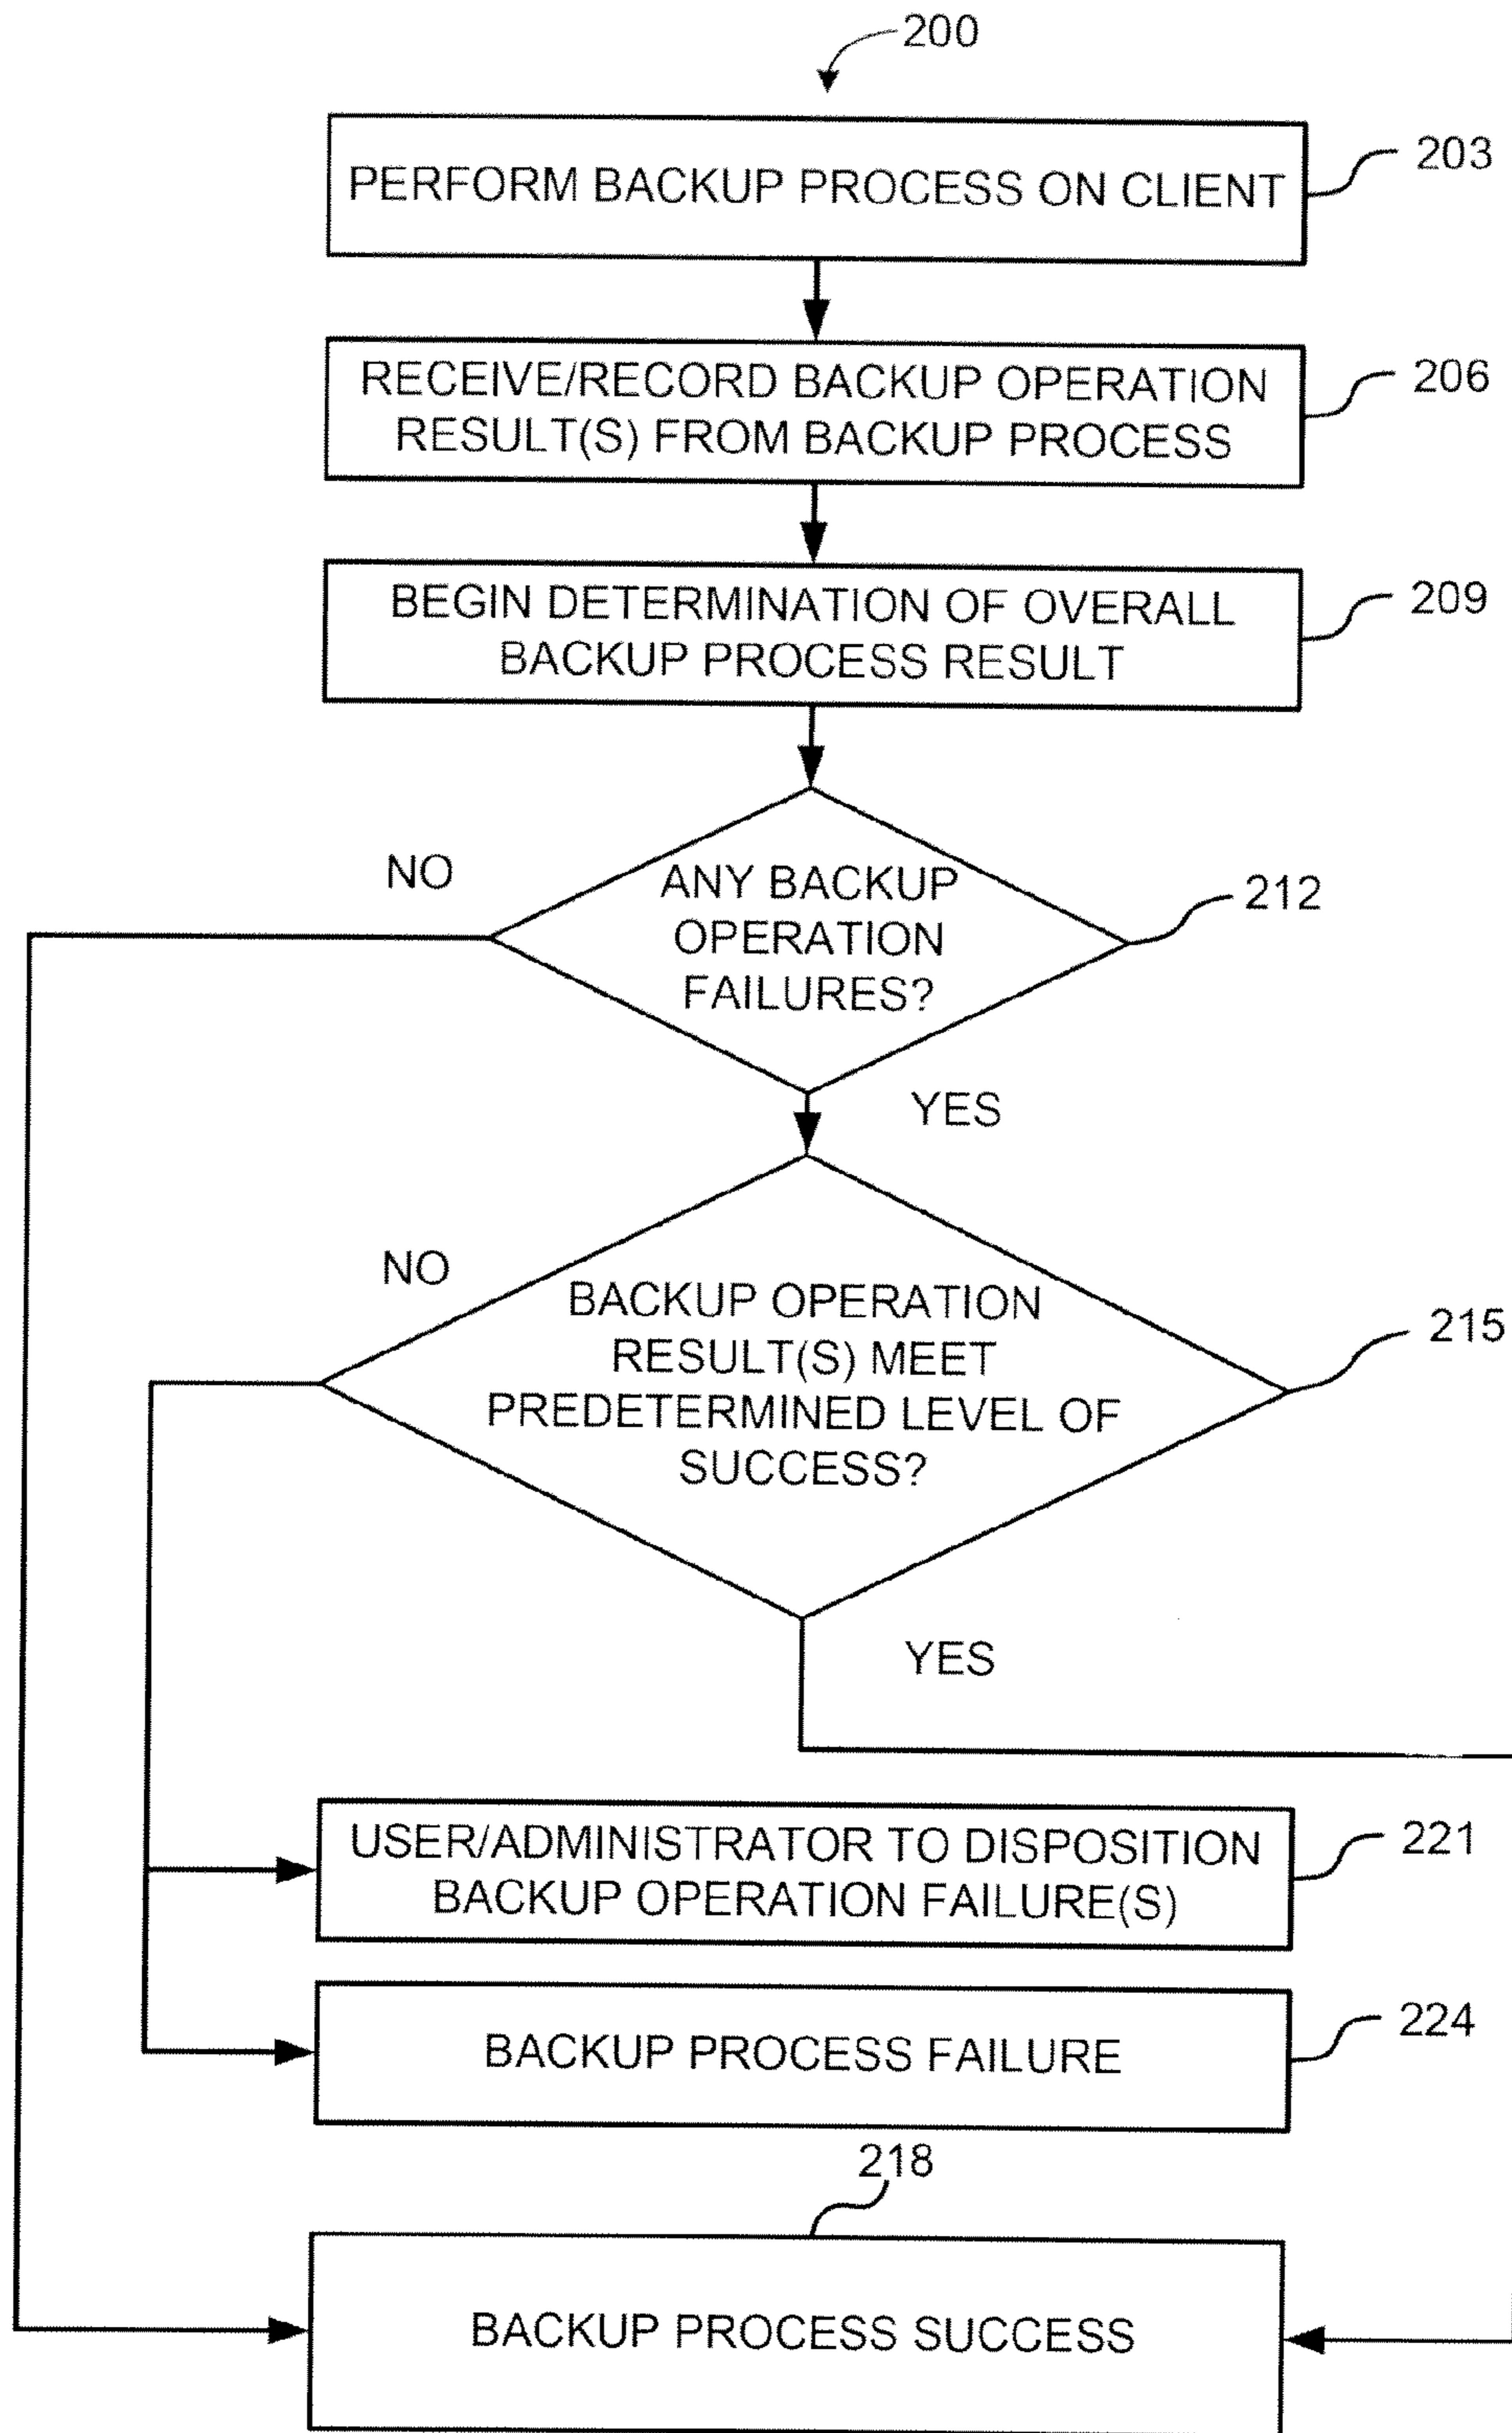 200
PERFORM BACKUP PROCESS ON CLIENT
203
RECEIVE/RECORD BACKUP OPERATION
RESULT(S) FROM BACKUP PROCESS
206
BEGIN DETERMINATION OF OVERALL
BACKUP PROCESS RESULT
209
NO
ANY BACKUP
OPERATION
FAILURES?
212
YES
NO
BACKUP OPERATION
RESULT(S) MEET
PREDETERMINED LEVEL OF
SUCCESS?
215
YES
USER/ADMINISTRATOR TO DISPOSITION
BACKUP OPERATION FAILURE(S)
221
BACKUP PROCESS FAILURE
224
218
BACKUP PROCESS SUCCESS